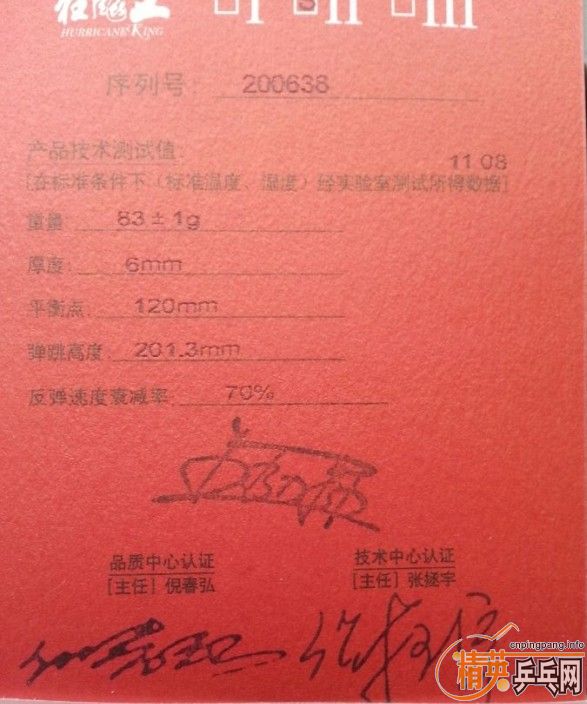 狂飚王
HURRICANE KING
S
序列号: 200638
产品技术测试值: 11 08
[在标准条件下（标准温度、湿度）经实验室测试所得数据]
重量: 83±1g
厚度: 6mm
平衡点: 120mm
弹跳高度: 201.3mm
反弹速度衰减率: 70%
品质中心认证 技术中心认证
[主任] 倪春弘 [主任] 张拯宇
cnpingpang.info
精英乒乓网